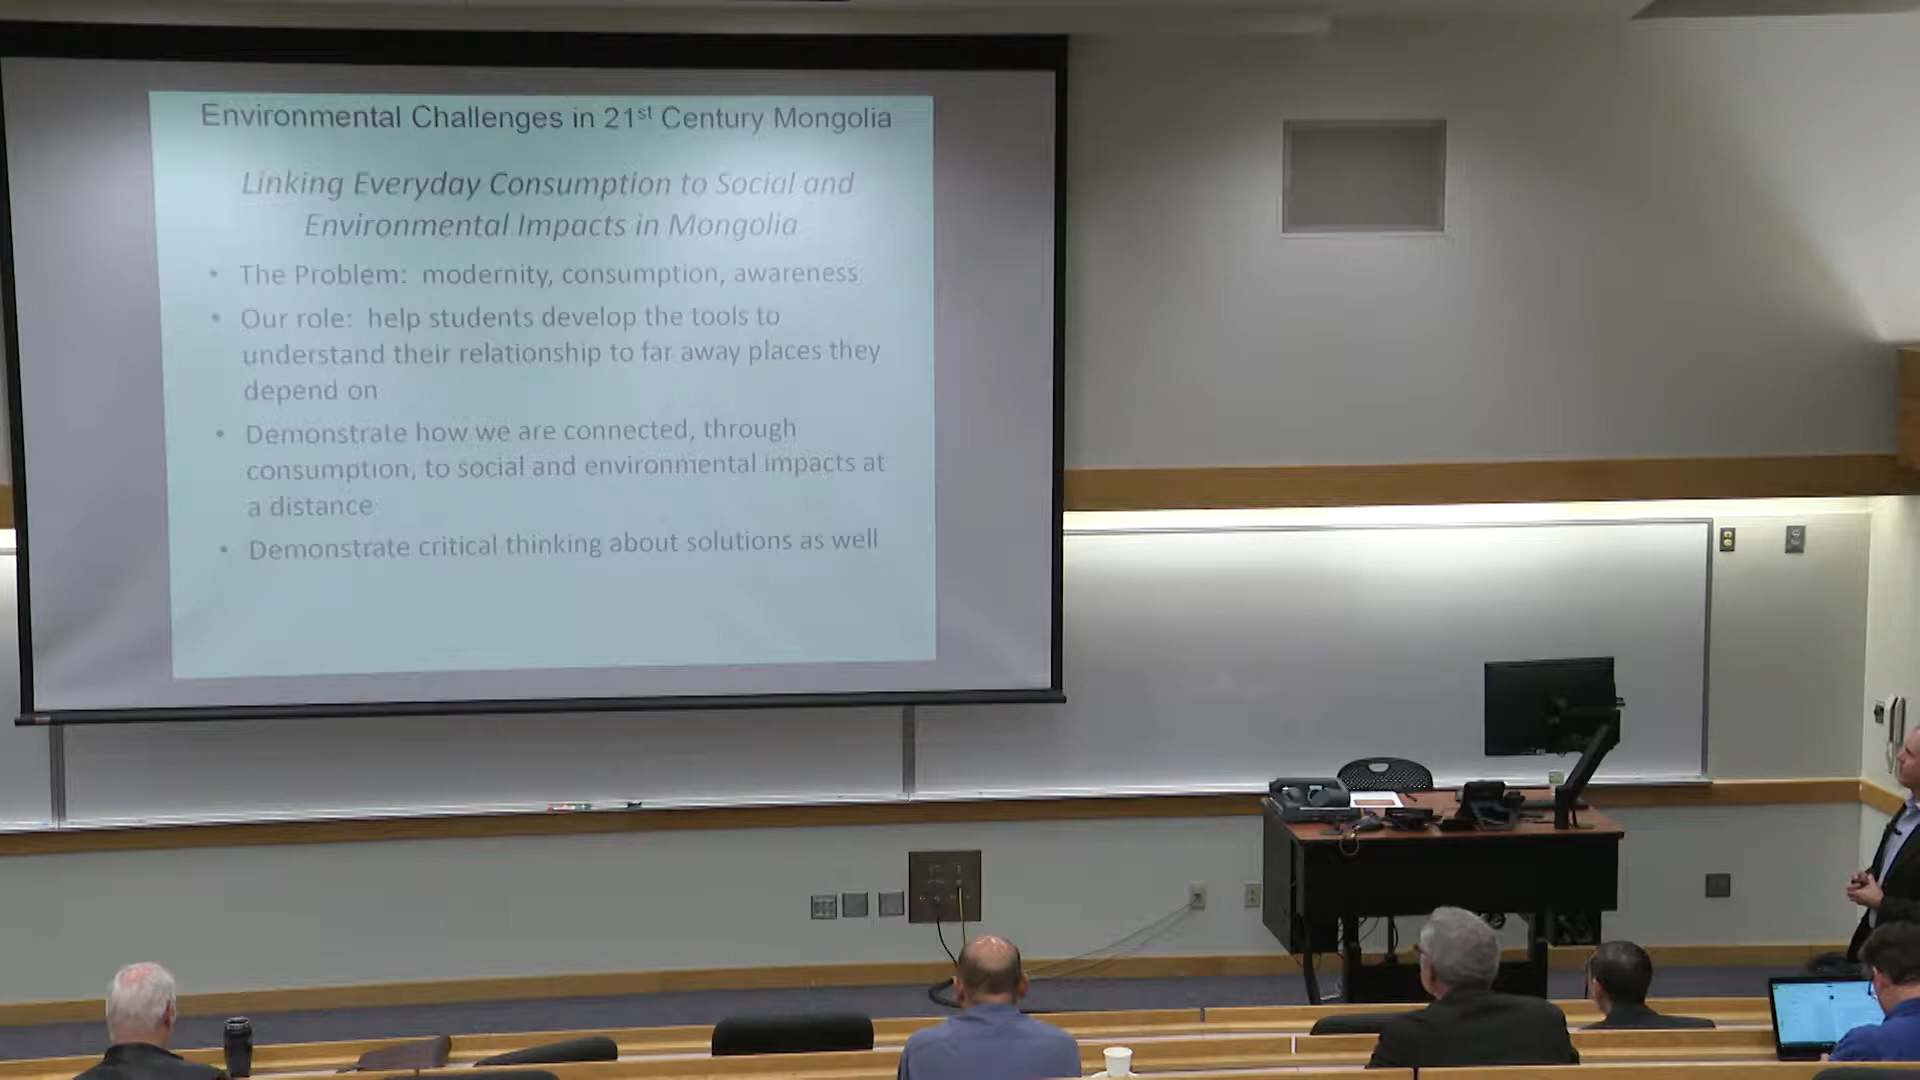 Environmental Challenges in 21st Century Mongolia
Linking Everyday Consumption to Social and
Environmental Impacts in Mongolia
• The Problem: modernity, consumption, awareness
• Our role: help students develop the tools to
understand their relationship to far away places they
depend on
• Demonstrate how we are connected, through
consumption, to social and environmental impacts at
a distance
• Demonstrate critical thinking about solutions as well